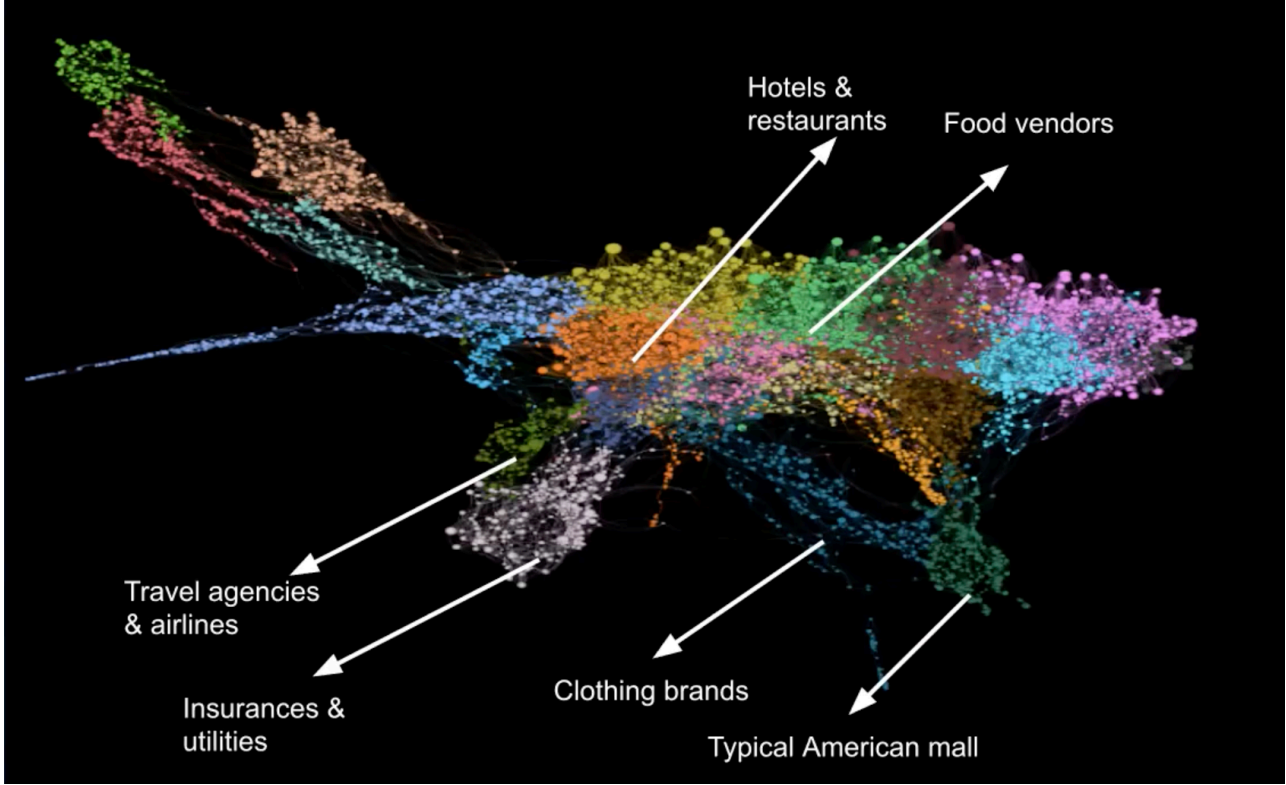 Hotels &
restaurants
Food vendors
Travel agencies
& airlines
Insurances &
utilities
Clothing brands
Typical American mall